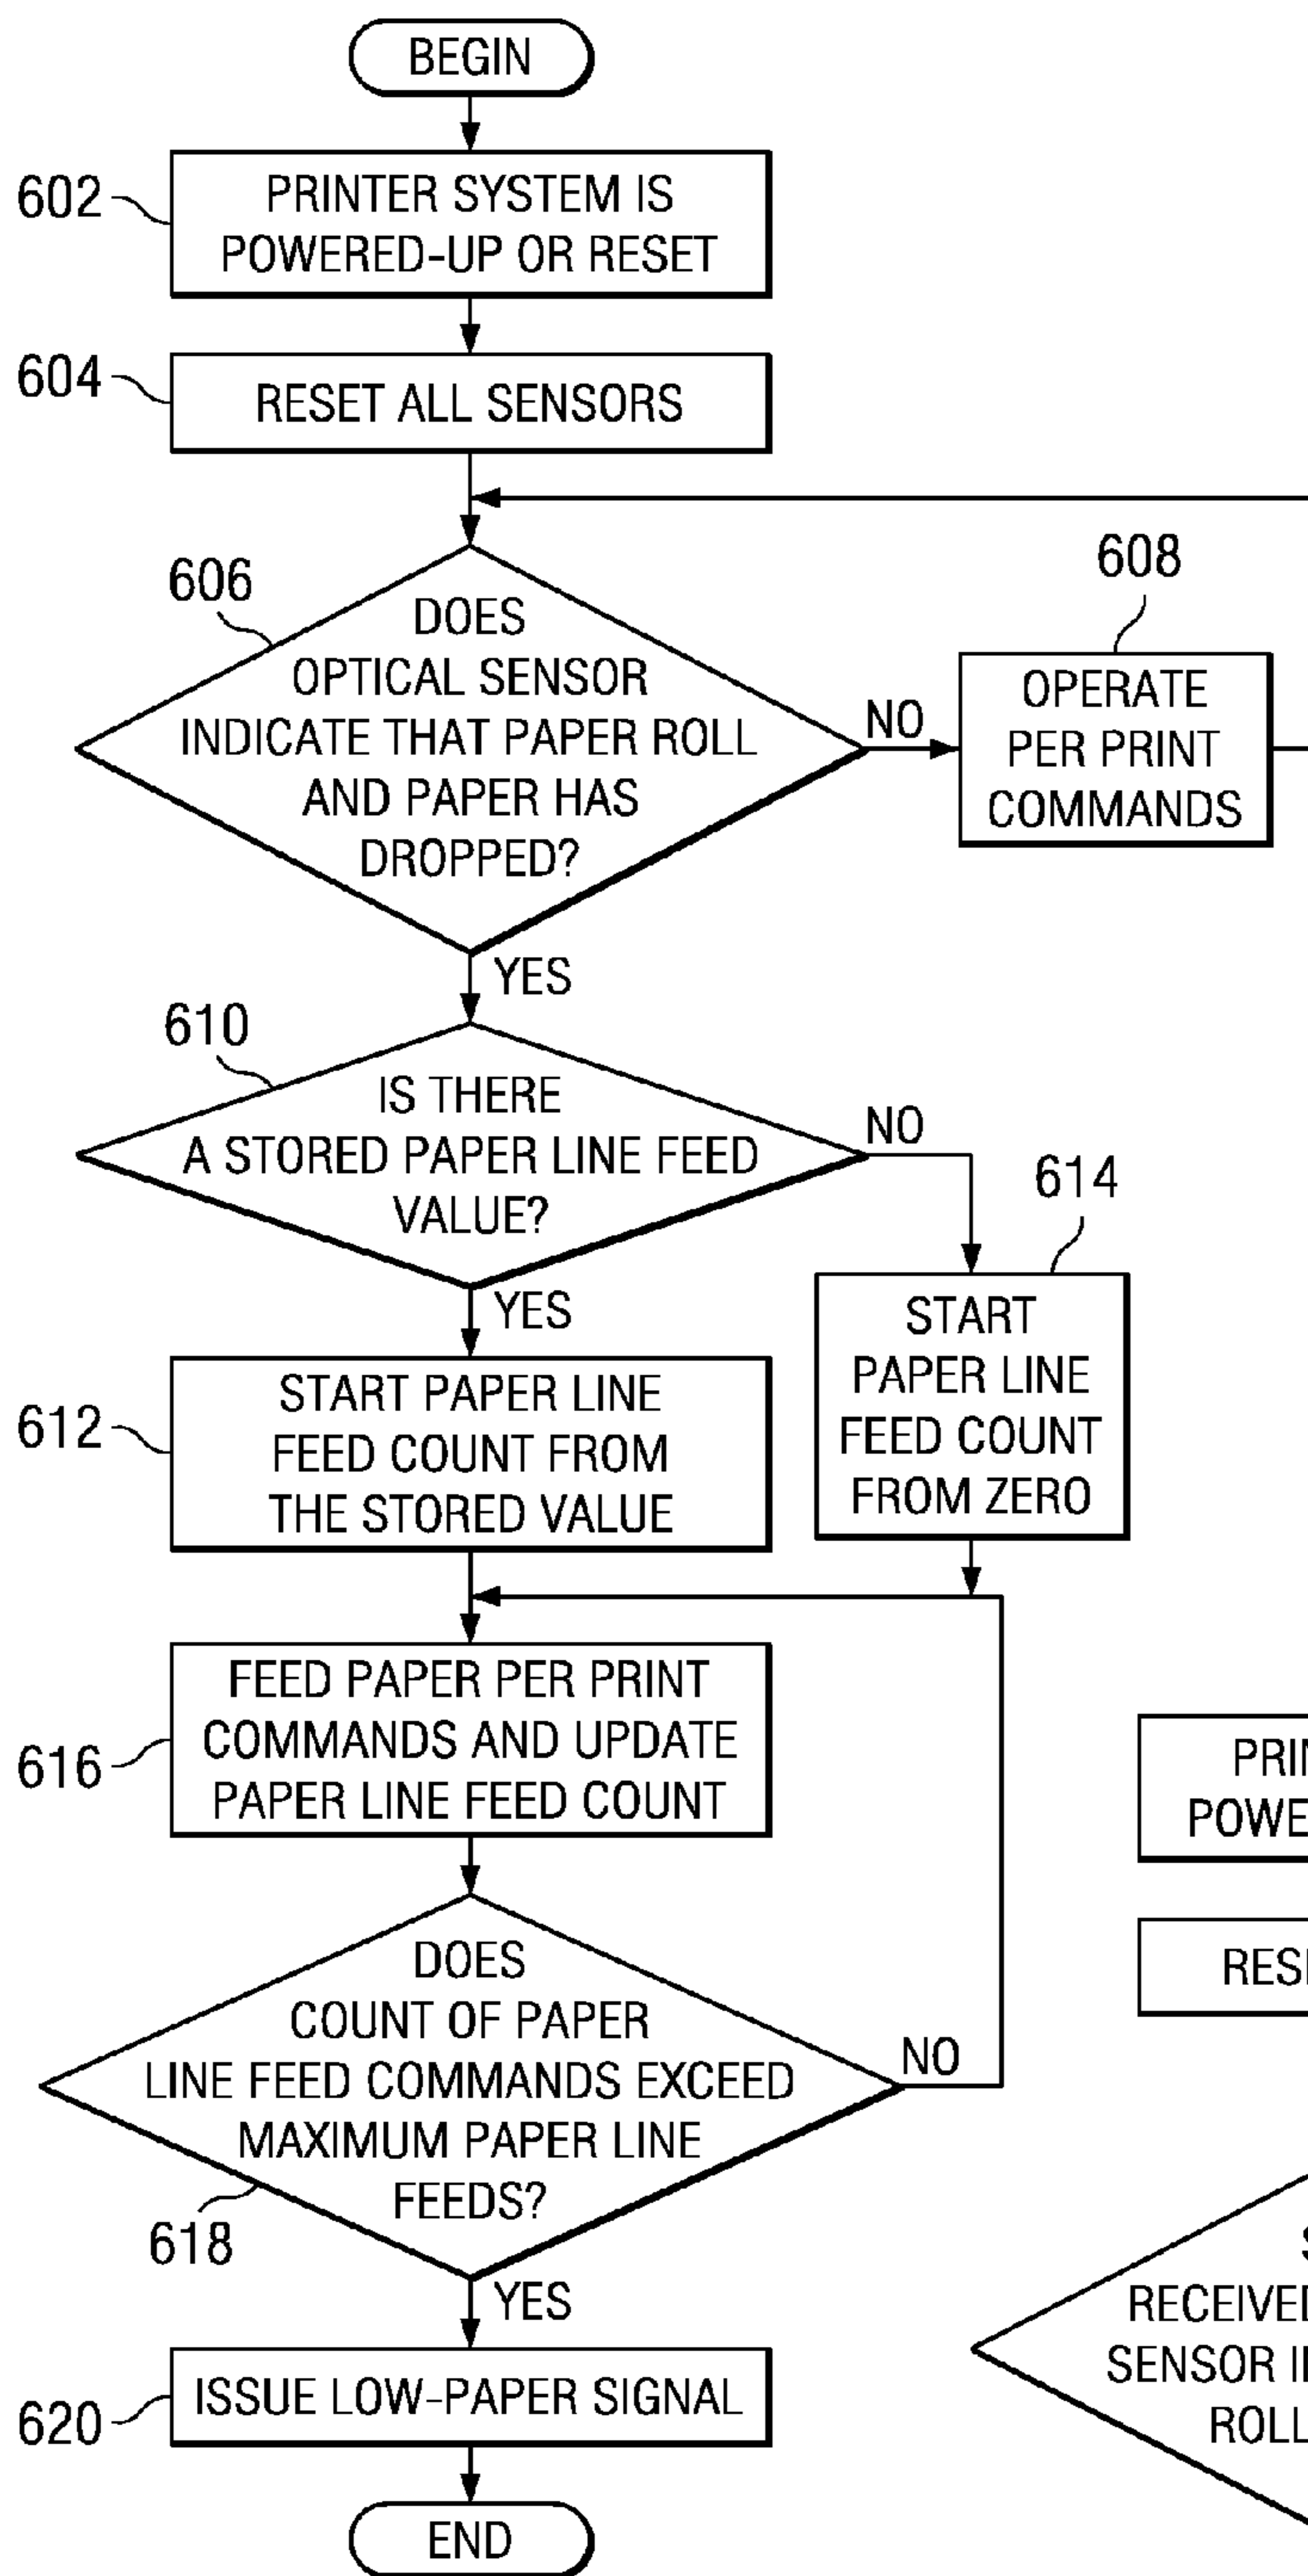 BEGIN
602
PRINTER SYSTEM IS
POWERED-UP OR RESET
604
RESET ALL SENSORS
606
DOES
OPTICAL SENSOR
INDICATE THAT PAPER ROLL
AND PAPER HAS
DROPPED?
NO
608
OPERATE
PER PRINT
COMMANDS
YES
610
IS THERE
A STORED PAPER LINE FEED
VALUE?
NO
614
START
PAPER LINE
FEED COUNT
FROM ZERO
YES
612
START PAPER LINE
FEED COUNT FROM
THE STORED VALUE
616
FEED PAPER PER PRINT
COMMANDS AND UPDATE
PAPER LINE FEED COUNT
DOES
COUNT OF PAPER
LINE FEED COMMANDS EXCEED
MAXIMUM PAPER LINE
FEEDS?
NO
618
YES
620
ISSUE LOW-PAPER SIGNAL
END
SENSOR
ROLL